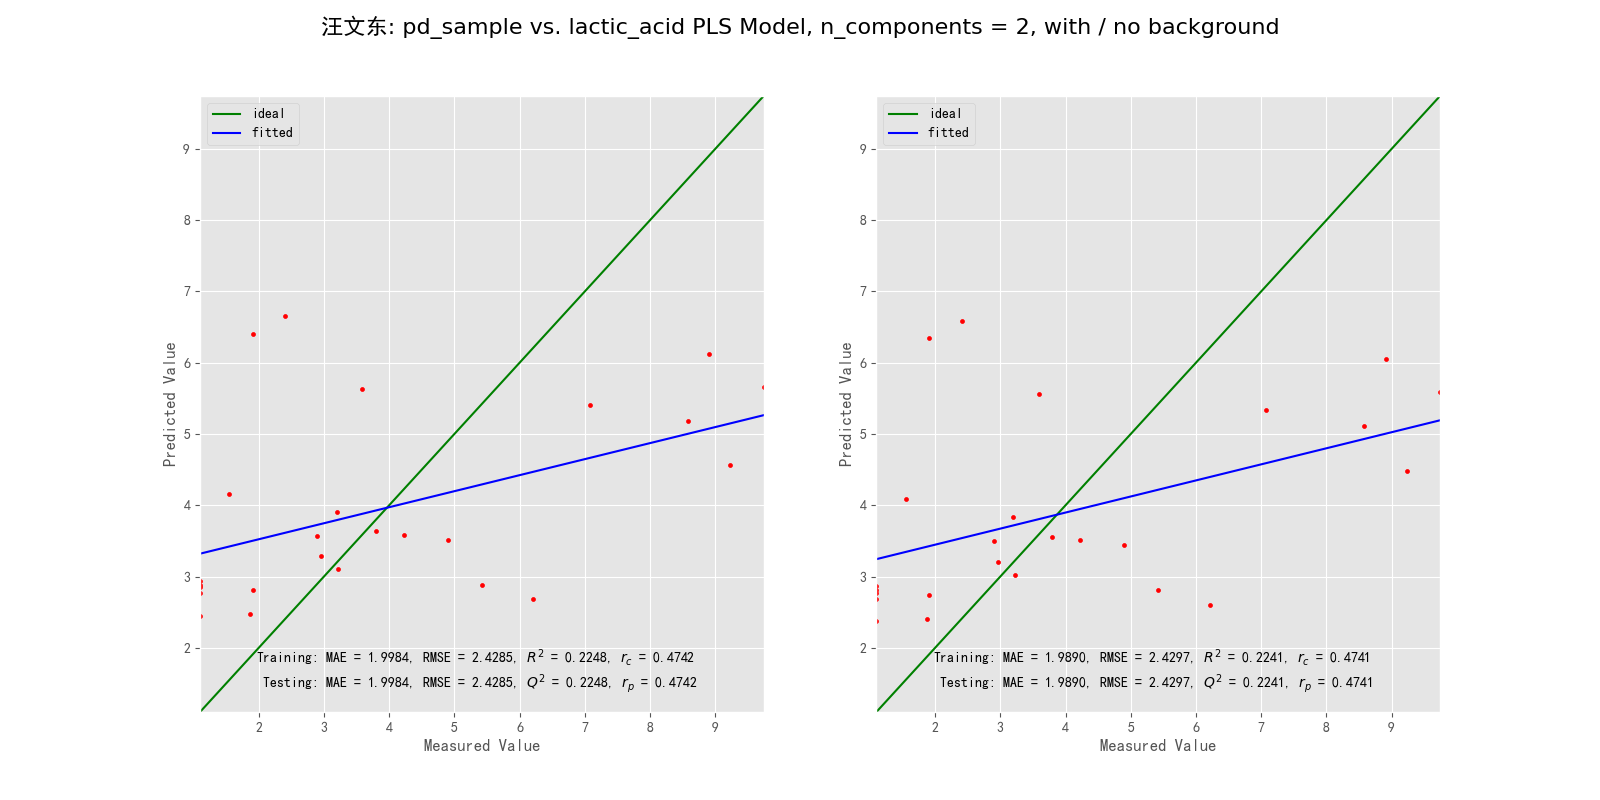 汪文东: pd_sample vs. lactic_acid PLS Model, n_components = 2, with / no background
ideal
fitted
Predicted Value
9
8
7
6
5
4
3
2
Training: MAE = 1.9984, RMSE = 2.4285, R² = 0.2248, r_c = 0.4742
Testing: MAE = 1.9984, RMSE = 2.4285, Q² = 0.2248, r_p = 0.4742
2 3 4 5 6 7 8 9
Measured Value
ideal
fitted
Predicted Value
9
8
7
6
5
4
3
2
Training: MAE = 1.9890, RMSE = 2.4297, R² = 0.2241, r_c = 0.4741
Testing: MAE = 1.9890, RMSE = 2.4297, Q² = 0.2241, r_p = 0.4741
2 3 4 5 6 7 8 9
Measured Value